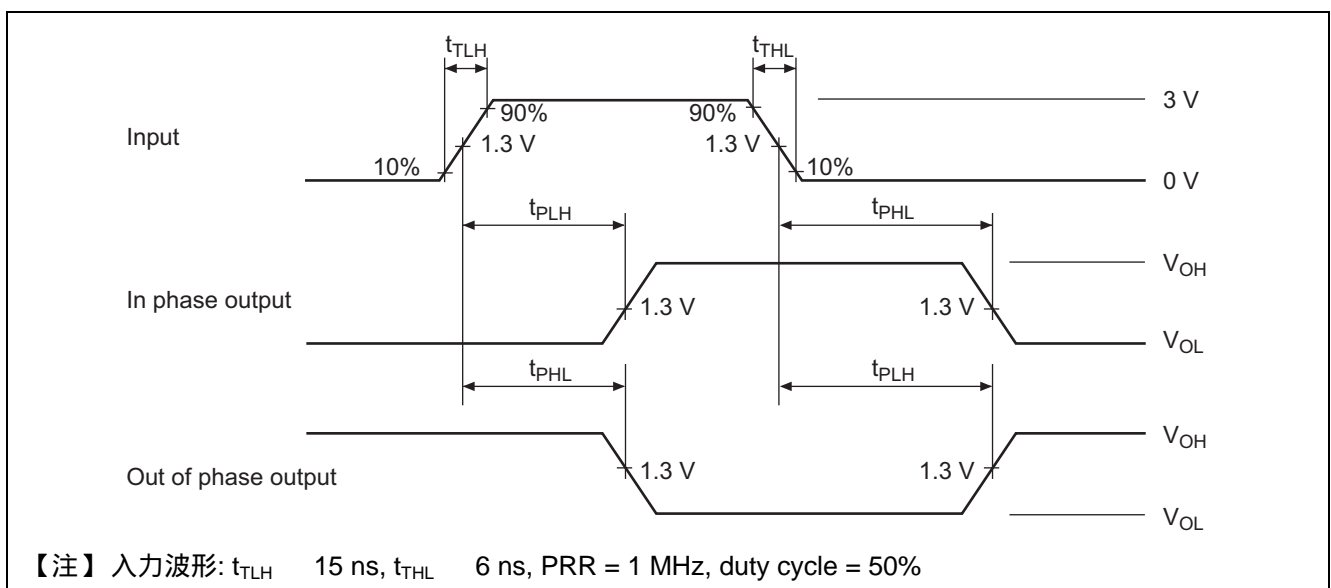 tTLH
tTHL
3 V
90%
90%
Input
1.3 V
1.3 V
10%
10%
0 V
tPLH
tPHL
VOH
In phase output
1.3 V
1.3 V
VOL
tPHL
tPLH
VOH
1.3 V
1.3 V
Out of phase output
VOL
【注】入力波形: tTLH 15 ns, tTHL 6 ns, PRR = 1 MHz, duty cycle = 50%